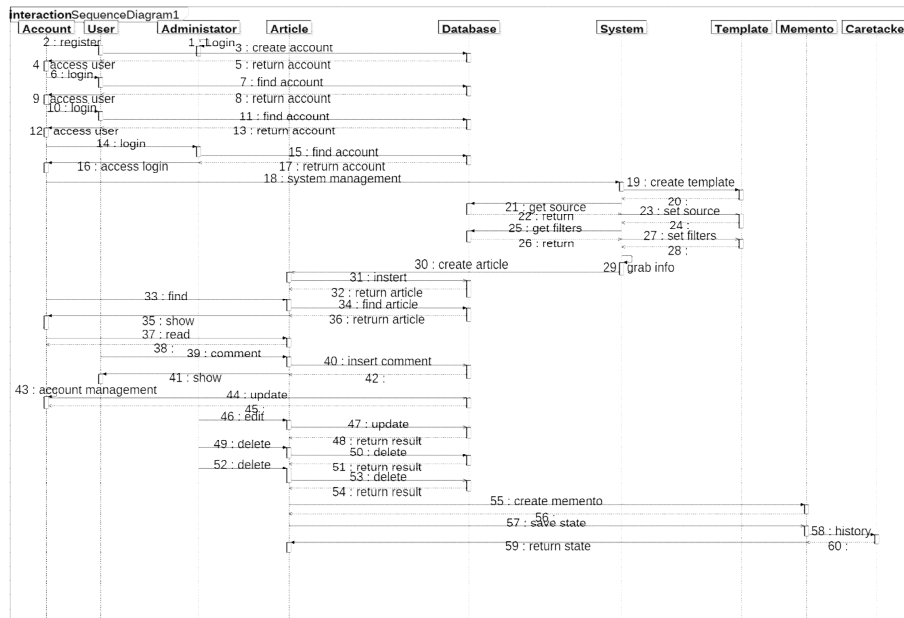 interaction SequenceDiagram1
Account User Administator Article Database System Template Memento Caretacke
1 : Login
2 : register
3 : create account
4 : access user
5 : return account
6 : login
7 : find account
8 : return account
9 : access user
10 : login
11 : find account
12 : access user
13 : return account
14 : login
15 : find account
16 : access login
17 : retrurn account
18 : system management
19 : create template
20 :
21 : get source
22 : return
23 : set source
24 :
25 : get filters
26 : return
27 : set filters
28 :
29 : grab info
30 : create article
31 : instert
32 : return article
33 : find
34 : find article
35 : show
36 : retrurn article
37 : read
38 :
39 : comment
40 : insert comment
41 : show
42 :
43 : account management
44 : update
45 :
46 : edit
47 : update
48 : return result
49 : delete
50 : delete
51 : return result
52 : delete
53 : delete
54 : return result
55 : create memento
56 :
57 : save state
58 : history
59 : return state
60 :